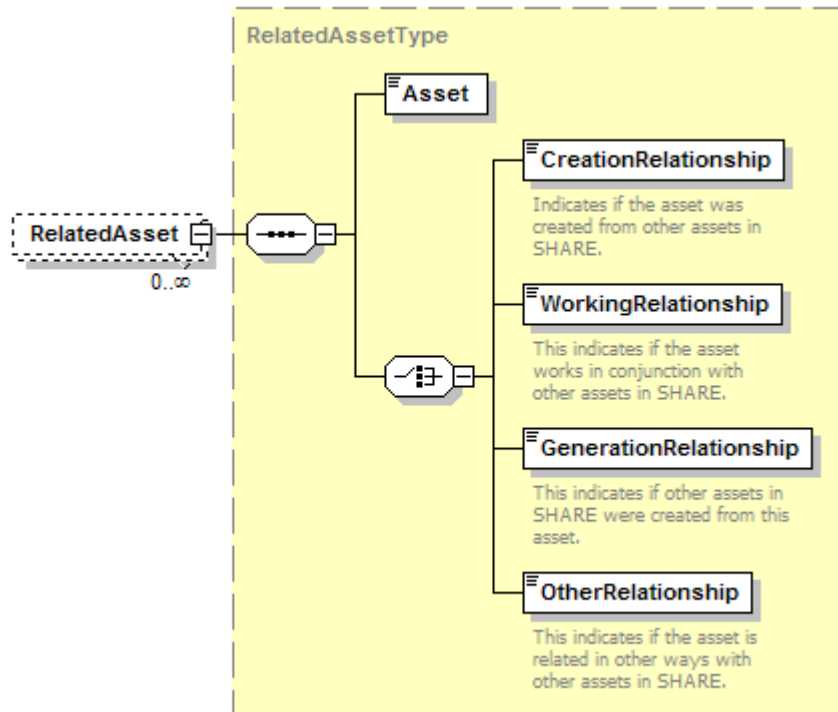 RelatedAssetType
Asset
CreationRelationship
Indicates if the asset was
created from other assets in
SHARE.
RelatedAsset
0..∞
WorkingRelationship
This indicates if the asset
works in conjunction with
other assets in SHARE.
GenerationRelationship
This indicates if other assets in
SHARE were created from this
asset.
OtherRelationship
This indicates if the asset is
related in other ways with
other assets in SHARE.